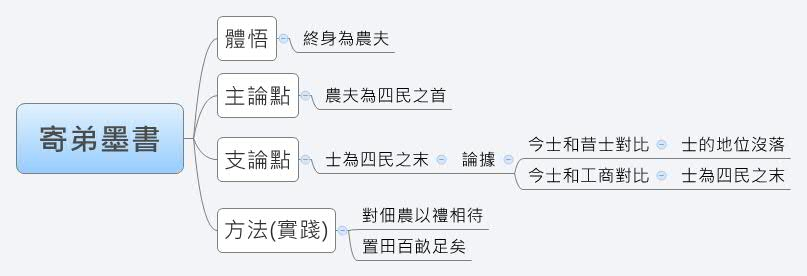 寄弟墨書
體悟
終身為農夫
主論點
農夫為四民之首
支論點
士為四民之末
論據
今士和昔士對比
士的地位沒落
今士和工商對比
士為四民之末
方法(實踐)
對佃農以禮相待
置田百畝足矣